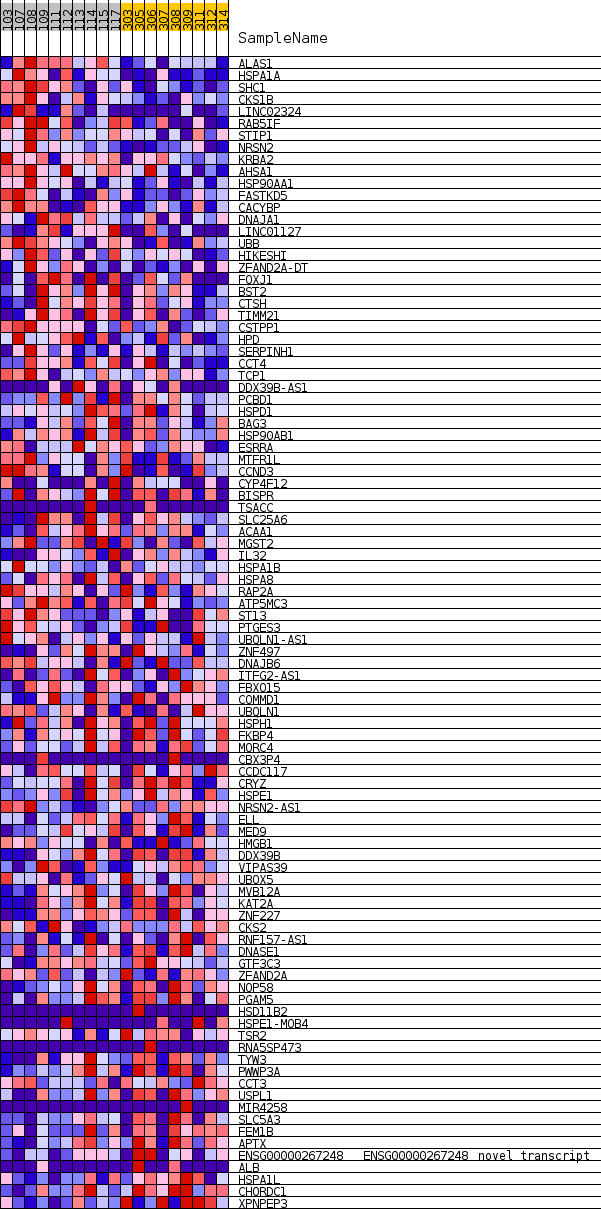 103 107 108 109 111 112 113 114 115 117 303 305 306 307 308 309 311 312 314
SampleName
ALAS1
HSPA1A
SHC1
CKS1B
LINC02324
RAB5IF
STIP1
NRSN2
KRBA2
AHSA1
HSP90AA1
FASTKD5
CACYBP
DNAJA1
LINC01127
UBB
HIKESHI
ZFAND2A-DT
FOXJ1
BST2
CTSH
TIMM21
CSTPP1
HPD
SERPINH1
CCT4
TCP1
DDX39B-AS1
PCBD1
HSPD1
BAG3
HSP90AB1
ESRRA
MTFR1L
CCND3
CYP4F12
BISPR
TSACC
SLC25A6
ACAA1
MGST2
IL32
HSPA1B
HSPA8
RAP2A
ATP5MC3
ST13
PTGES3
UBQLN1-AS1
ZNF497
DNAJB6
ITFG2-AS1
FBXO15
COMMD1
UBQLN1
HSPH1
FKBP4
MORC4
CBX3P4
CCDC117
CRYZ
HSPE1
NRSN2-AS1
ELL
MED9
HMGB1
DDX39B
VIPAS39
UBOX5
MVB12A
KAT2A
ZNF227
CKS2
RNF157-AS1
DNASE1
GTF3C3
ZFAND2A
NOP58
PGAM5
HSD11B2
HSPE1-MOB4
TSR2
RNA5SP473
TYW3
PWWP3A
CCT3
USPL1
MIR4258
SLC5A3
FEM1B
APTX
ENSG00000267248 ENSG00000267248 novel transcript
ALB
HSPA1L
CHORDC1
XPNPEP3